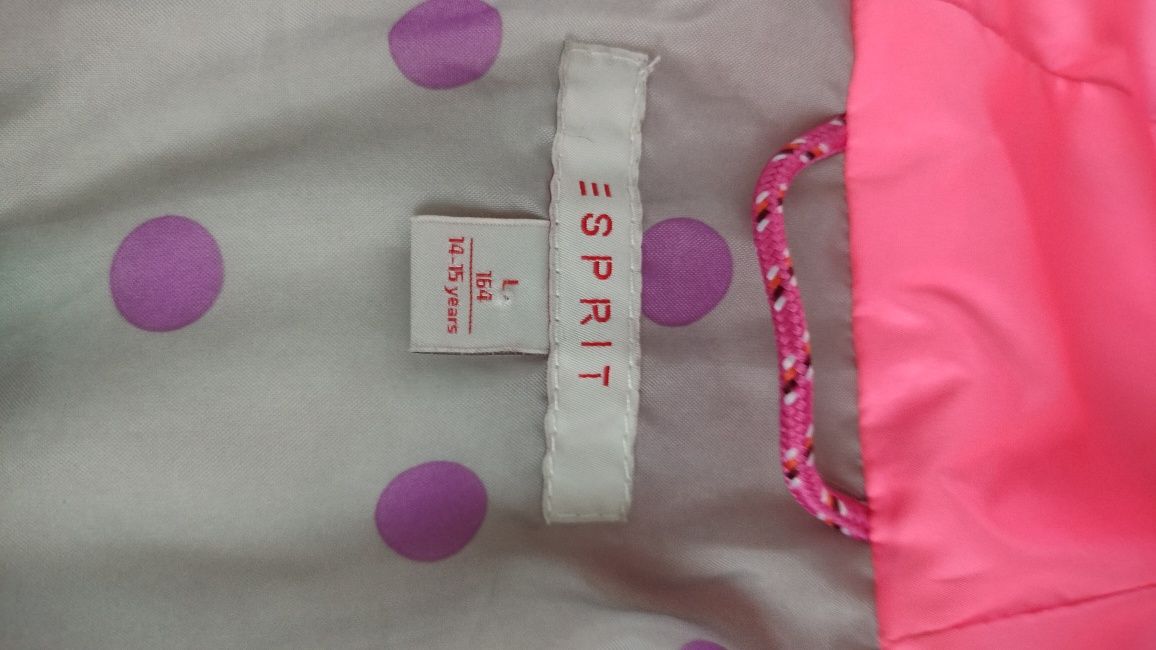 ESPRIT
L
164
14-15 years